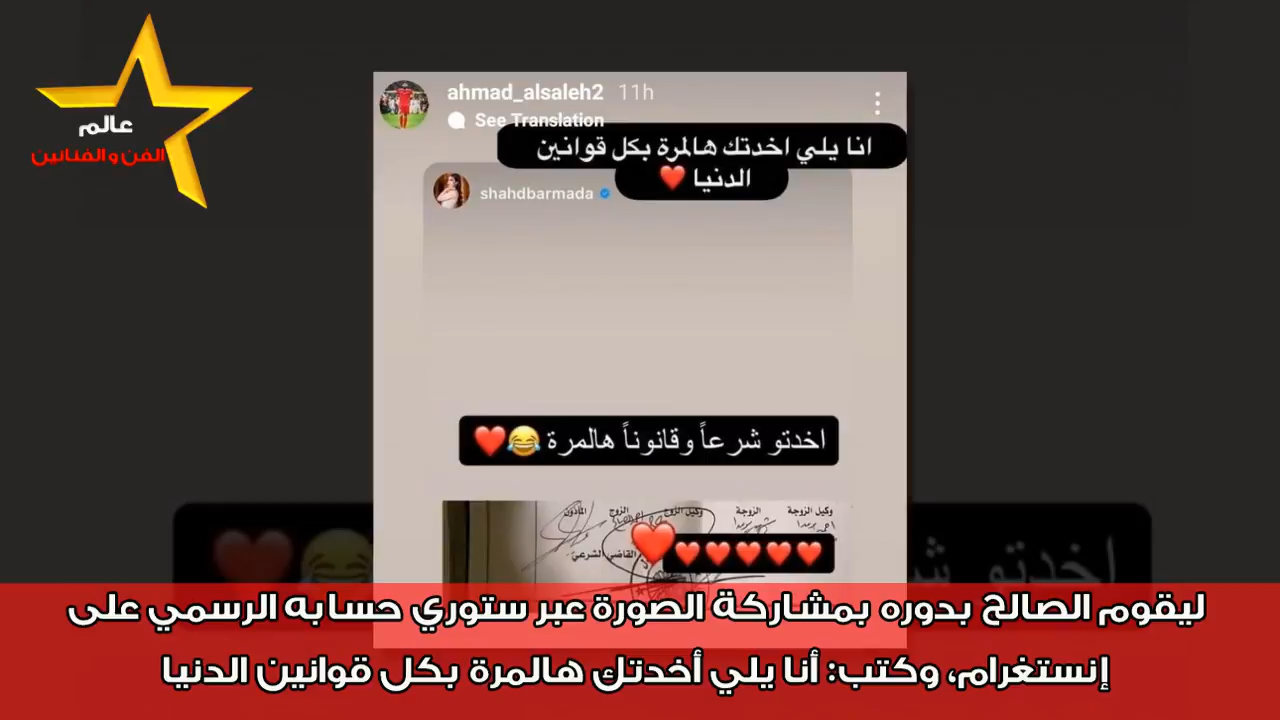 عالم
الفن و الفنانين
ahmad_alsaleh2 11h
See Translation
انا يلي اخدتك هالمرة بكل قوانين
الدنيا ❤️
shahdbarmada
اخدتو شرعاً وقانوناً هالمرة 😂❤️
وكيل الزوجة الزوجة وكيل الزوج الزوج المأذون
القاضي الشرعي
❤️❤️❤️❤️❤️❤️
ليقوم الصالح بدوره بمشاركة الصورة عبر ستوري حسابه الرسمي على
إنستغرام، وكتب: أنا يلي أخدتك هالمرة بكل قوانين الدنيا